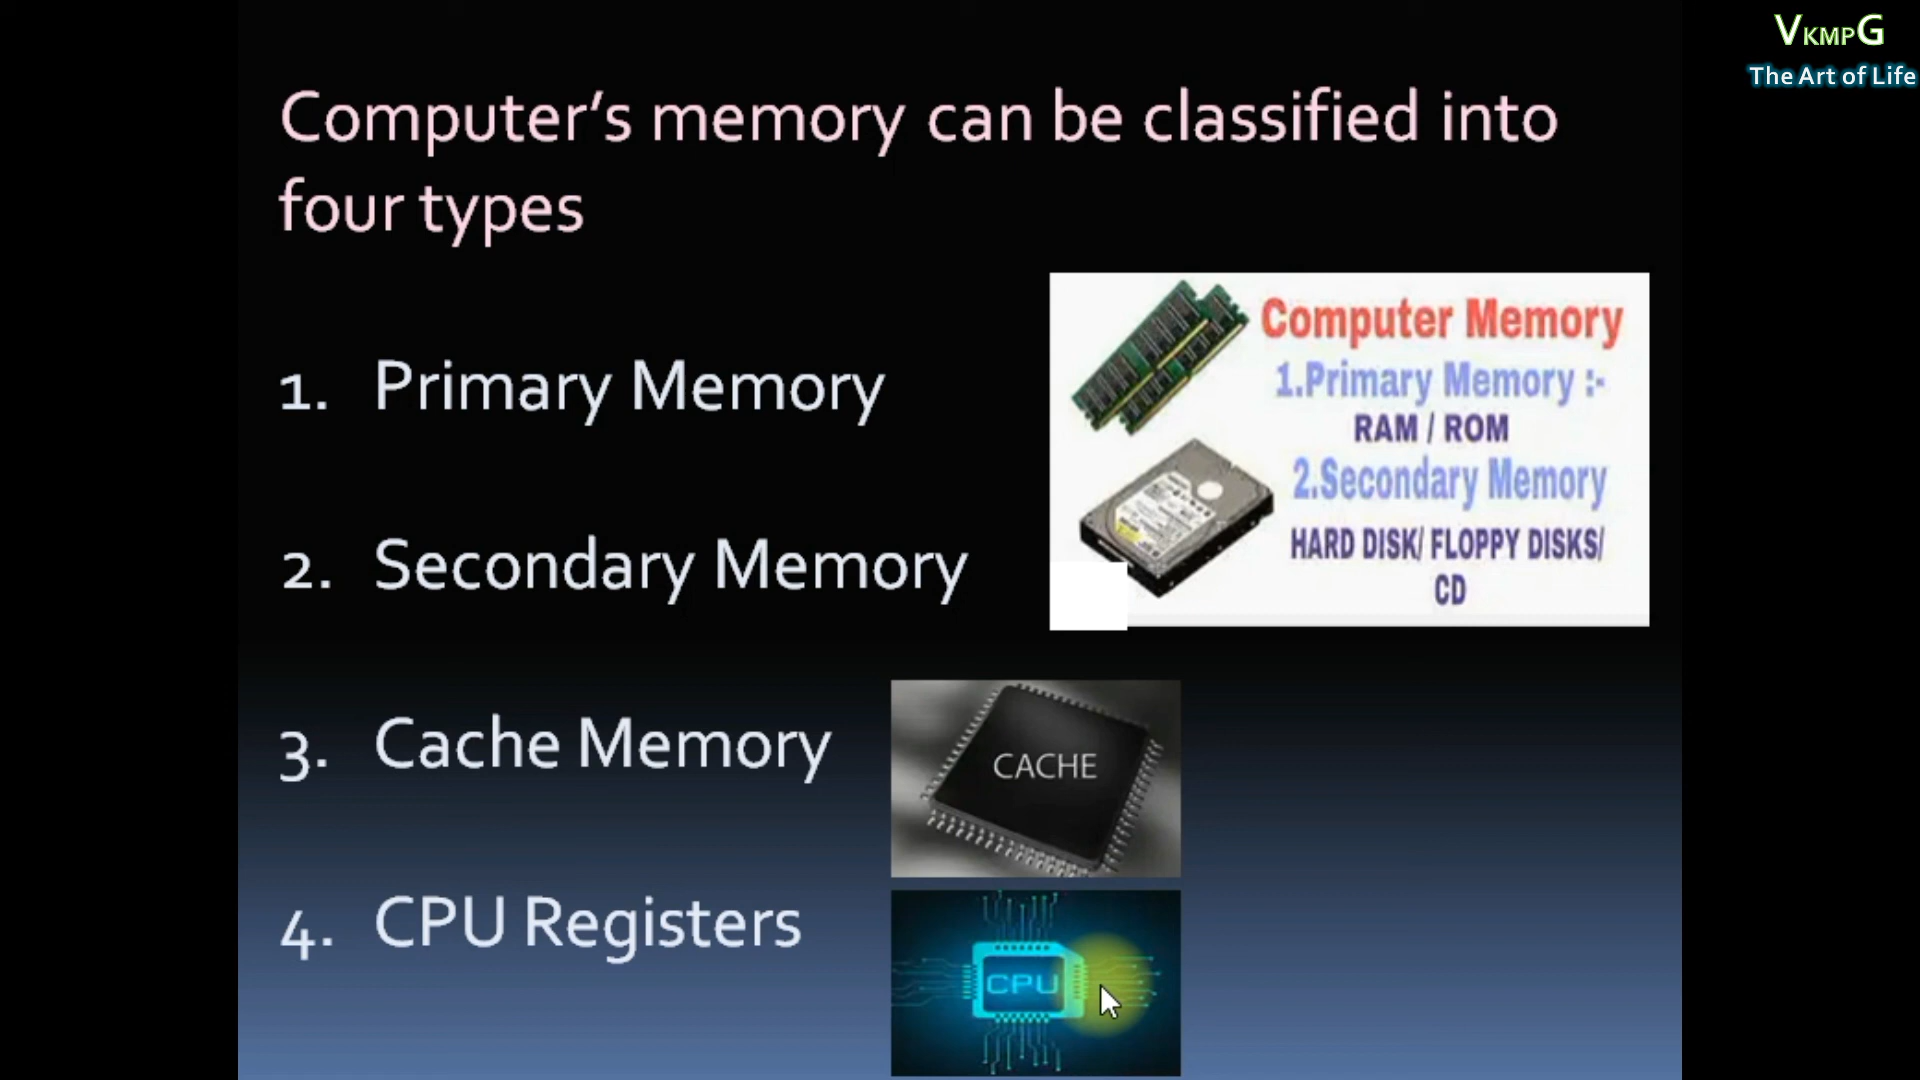 VKMPG
The Art of Life
Computer’s memory can be classified into
four types
1. Primary Memory
2. Secondary Memory
3. Cache Memory
4. CPU Registers
Computer Memory
1.Primary Memory :-
RAM / ROM
2.Secondary Memory
HARD DISK/ FLOPPY DISKS/
CD
CACHE
CPU